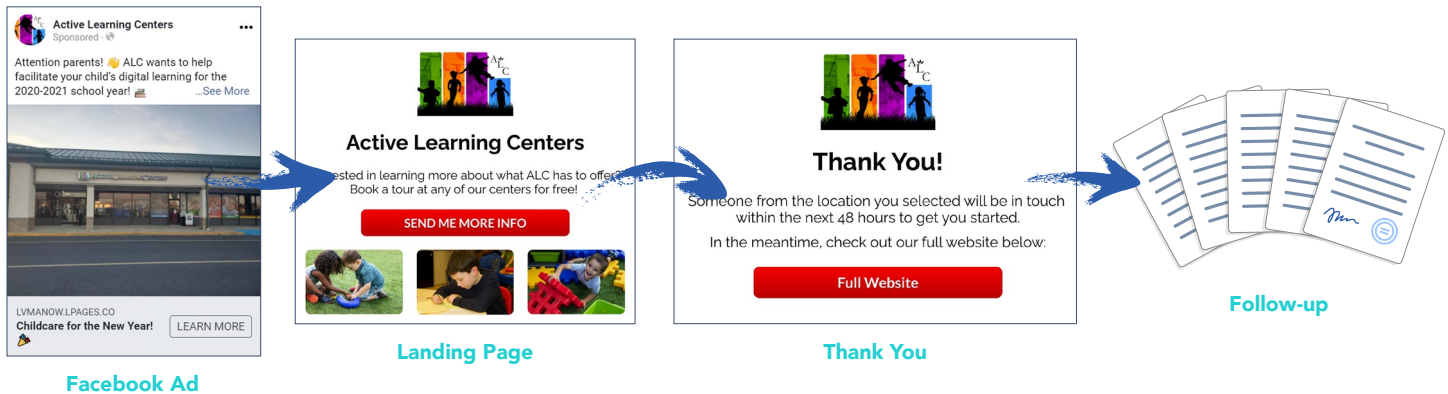 Active Learning Centers
Sponsored ·
Attention parents! 👋 ALC wants to help
facilitate your child's digital learning for the
2020-2021 school year! 📚 ...See More
LVMANOW.LPAGES.CO
Childcare for the New Year!
🎉
LEARN MORE
Facebook Ad
ALC
Active Learning Centers
ested in learning more about what ALC has to offer?
Book a tour at any of our centers for free!
SEND ME MORE INFO
Landing Page
ALC
Thank You!
Someone from the location you selected will be in touch
within the next 48 hours to get you started.
In the meantime, check out our full website below:
Full Website
Thank You
Follow-up